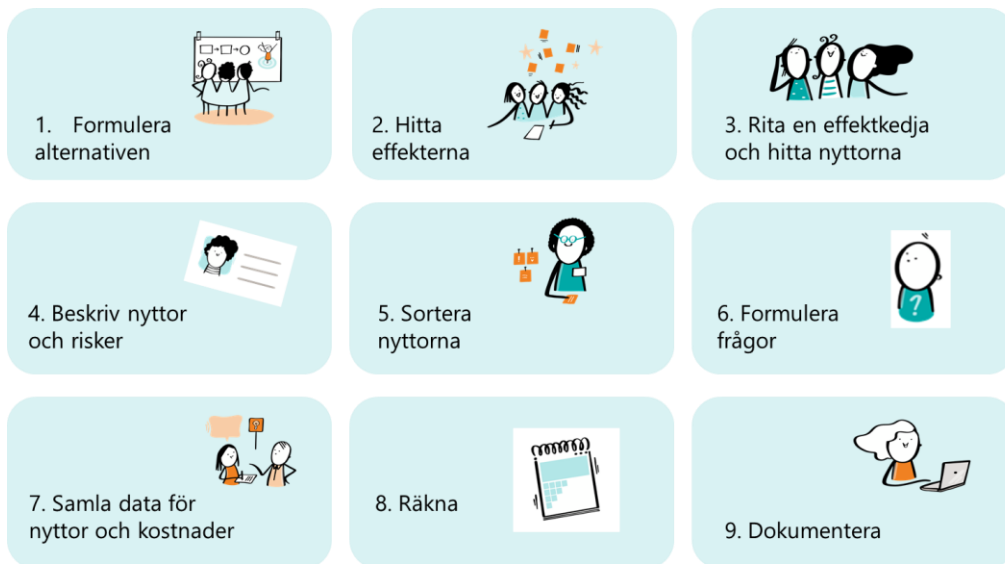 1. Formulera
alternativen
2. Hitta
effekterna
3. Rita en effektkedja
och hitta nyttorna
4. Beskriv nyttor
och risker
5. Sortera
nyttorna
6. Formulera
frågor
?
7. Samla data för
nyttor och kostnader
8. Räkna
9. Dokumentera